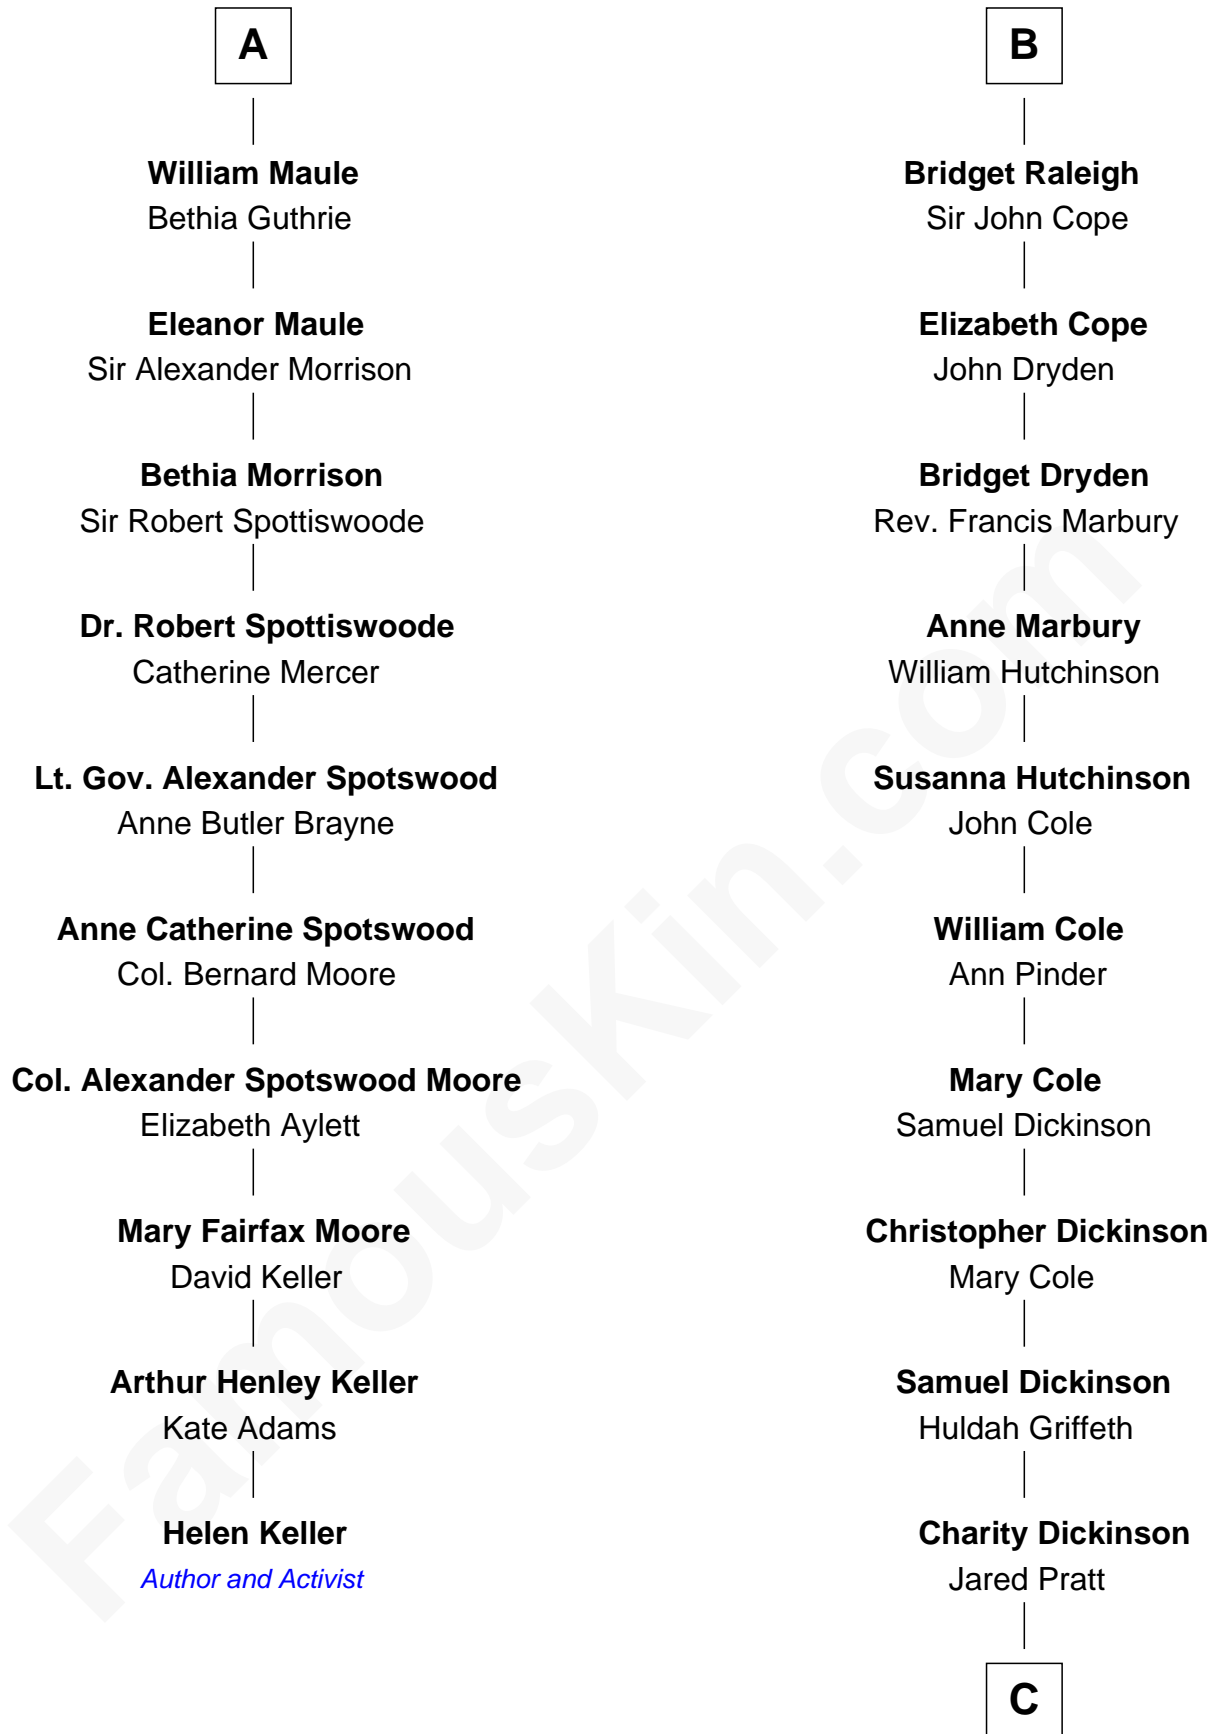 A
William Maule
Bethia Guthrie
Eleanor Maule
Sir Alexander Morrison
Bethia Morrison
Sir Robert Spottiswoode
Dr. Robert Spottiswoode
Catherine Mercer
Lt. Gov. Alexander Spotswood
Anne Butler Brayne
Anne Catherine Spotswood
Col. Bernard Moore
Col. Alexander Spotswood Moore
Elizabeth Aylett
Mary Fairfax Moore
David Keller
Arthur Henley Keller
Kate Adams
Helen Keller
Author and Activist
B
Bridget Raleigh
Sir John Cope
Elizabeth Cope
John Dryden
Bridget Dryden
Rev. Francis Marbury
Anne Marbury
William Hutchinson
Susanna Hutchinson
John Cole
William Cole
Ann Pinder
Mary Cole
Samuel Dickinson
Christopher Dickinson
Mary Cole
Samuel Dickinson
Huldah Griffeth
Charity Dickinson
Jared Pratt
C
FamousKin.com